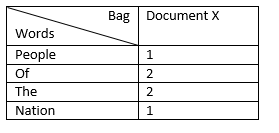 Bag Document X
Words
People 1
Of 2
The 2
Nation 1